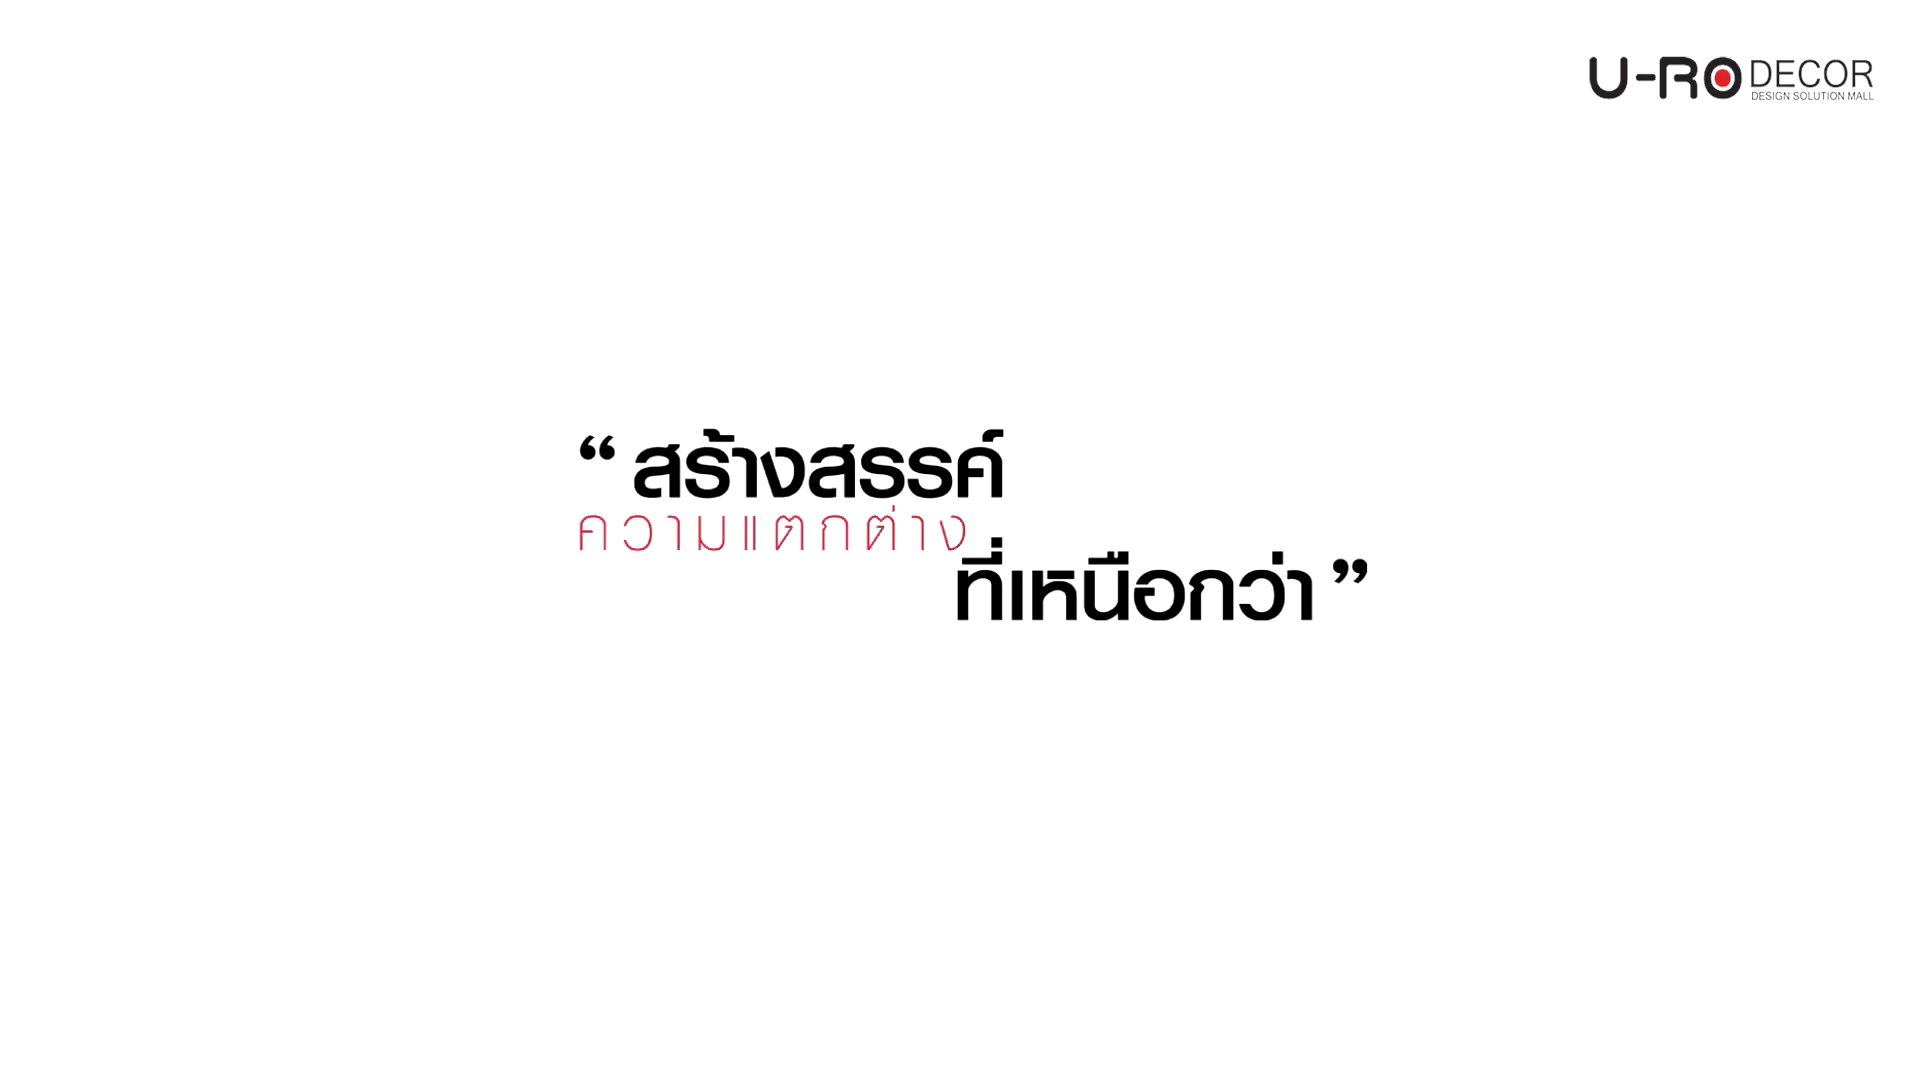 U-RO DECOR
DESIGN SOLUTION MALL
“ สร้างสรรค์
ความแตกต่าง
ที่เหนือกว่า ”